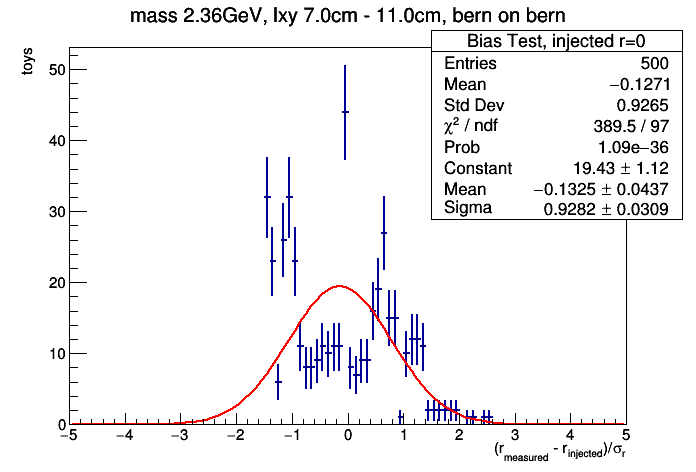 mass 2.36GeV, lxy 7.0cm - 11.0cm, bern on bern
toys
Bias Test, injected r=0
Entries 500
Mean −0.1271
Std Dev 0.9265
χ² / ndf 389.5 / 97
Prob 1.09e−36
Constant 19.43 ± 1.12
Mean −0.1325 ± 0.0437
Sigma 0.9282 ± 0.0309
50
40
30
20
10
0
−5 −4 −3 −2 −1 0 1 2 3 4 5
(r_measured - r_injected)/σ_r